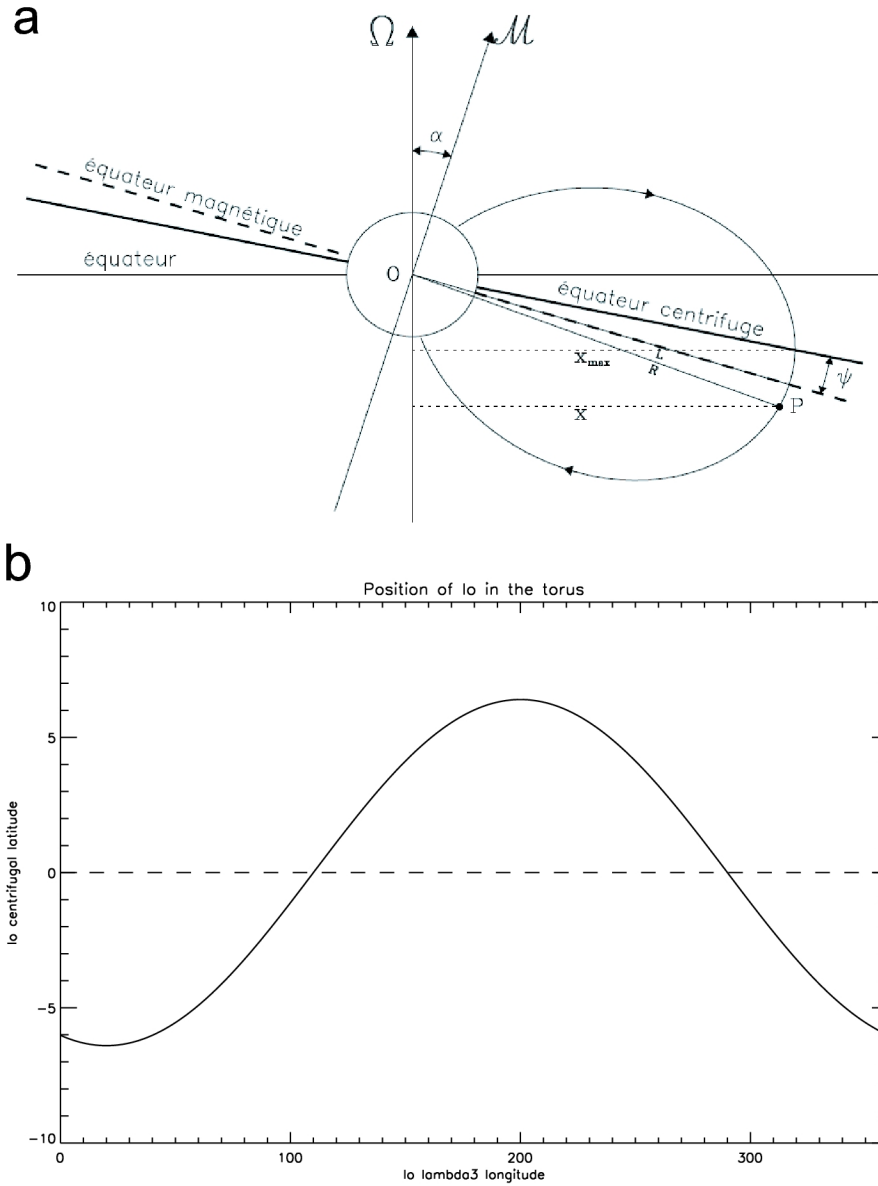 a
Ω ℳ
α
équateur magnétique
équateur
O
équateur centrifuge
L
Xmax
R
ψ
P
X
b
Position of Io in the torus
10
5
0
-5
-10
Io centrifugal latitude
0 100 200 300
Io lambda3 longitude